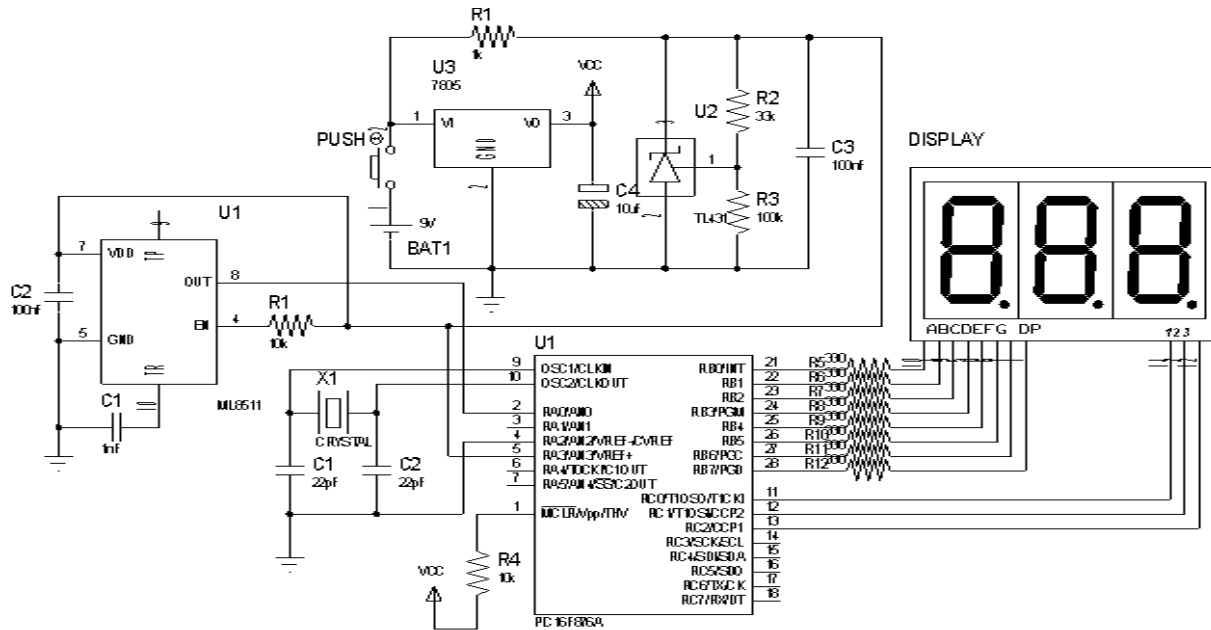 R1
1k
U3
7805
VCC
1 VI VO 3
GND
2
PUSH
2
1
9V
BAT1
C4
10uf
U2
3
1
2
TL431
R2
33k
R3
100k
C3
100nf
DISPLAY
ABCDEFG DP
123
U1
7 VDD
TP
9
OUT 8
EN 4
5 GND
TR
10
ML8511
C2
100nf
C1
1nF
R1
10k
X1
CRYSTAL
C1
22pF
C2
22pF
R4
10k
VCC
U1
9 OSC1/CLKIN
10 OSC2/CLKOUT
2 RA0/AN0
3 RA1/AN1
4 RA2/AN2/VREF-/CVREF
5 RA3/AN3/VREF+
6 RA4/T0CKI/C1OUT
7 RA5/AN4/SS/C2OUT
1 MCLR/Vpp/THV
RB0/INT 21
RB1 22
RB2 23
RB3/PGM 24
RB4 25
RB5 26
RB6/PGC 27
RB7/PGD 28
RC0/T1OSO/T1CKI 11
RC1/T1OSI/CCP2 12
RC2/CCP1 13
RC3/SCK/SCL 14
RC4/SDI/SDA 15
RC5/SDO 16
RC6/TX/CK 17
RC7/RX/DT 18
PIC16F876A
R5 330
R6
R7
R8
R9
R10
R11
R12